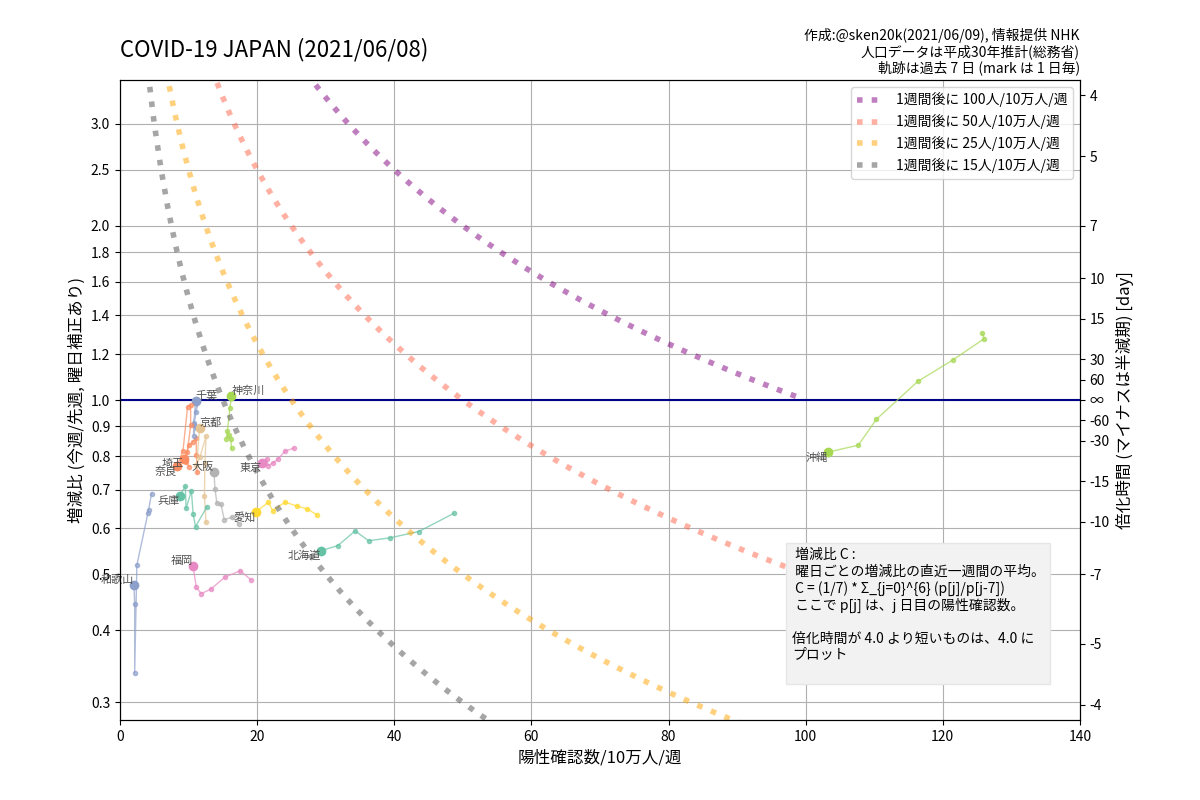 COVID-19 JAPAN (2021/06/08)
作成:@sken20k(2021/06/09), 情報提供 NHK
人口データは平成30年推計(総務省)
軌跡は過去 7 日 (mark は 1 日毎)
1週間後に 100人/10万人/週
1週間後に 50人/10万人/週
1週間後に 25人/10万人/週
1週間後に 15人/10万人/週
増減比 (今週/先週, 曜日補正あり)
3.0
2.5
2.0
1.8
1.6
1.4
1.2
1.0
0.9
0.8
0.7
0.6
0.5
0.4
0.3
4
5
7
10
15
30
60
∞
-60
-30
-15
-10
-7
-5
-4
倍化時間 (マイナスは半減期) [day]
神奈川
千葉
京都
埼玉
大阪
奈良
東京
沖縄
兵庫
愛知
北海道
福岡
和歌山
増減比 C :
曜日ごとの増減比の直近一週間の平均。
C = (1/7) * Σ_{j=0}^{6} (p[j]/p[j-7])
ここで p[j] は、j 日目の陽性確認数。
倍化時間が 4.0 より短いものは、4.0 に
プロット
0 20 40 60 80 100 120 140
陽性確認数/10万人/週